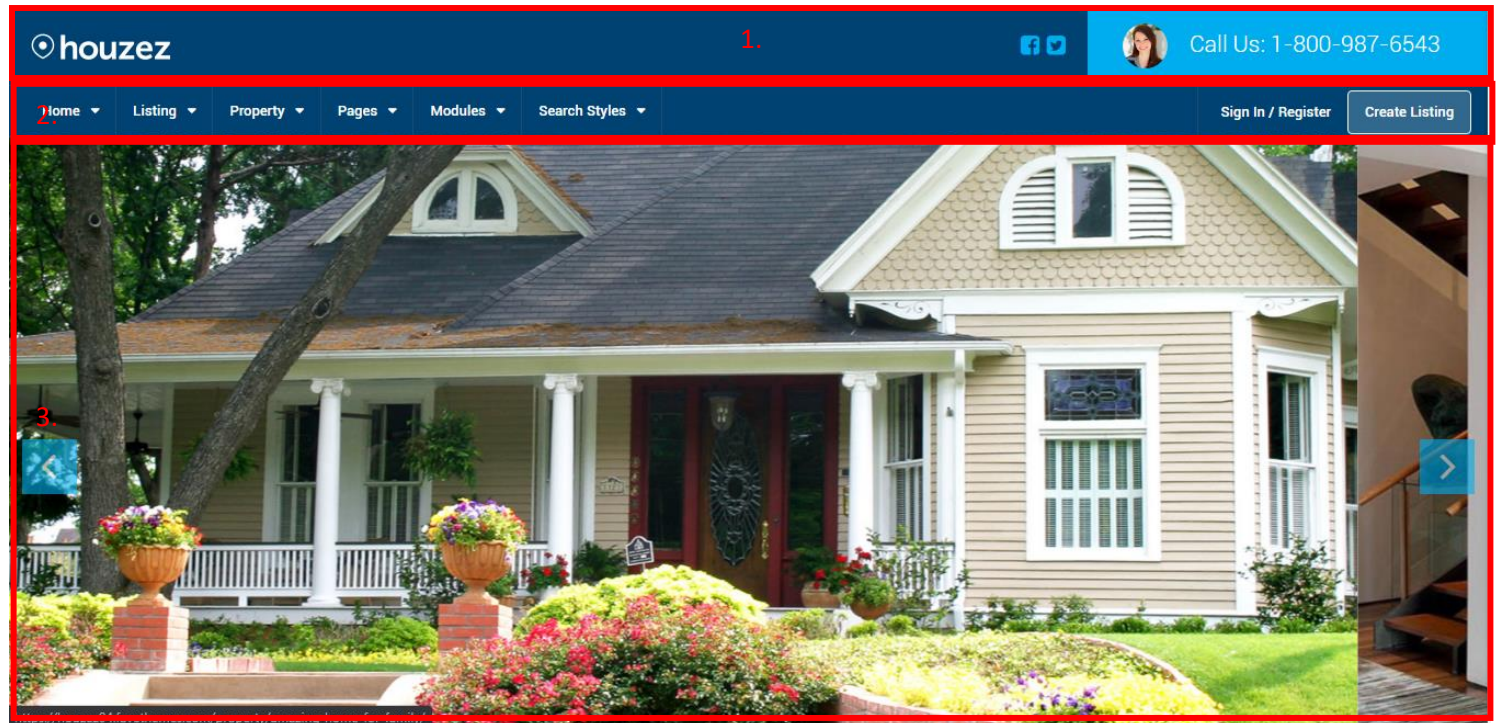 houzez
1.
Call Us: 1-800-987-6543
2.
Home
Listing
Property
Pages
Modules
Search Styles
Sign In / Register
Create Listing
3.